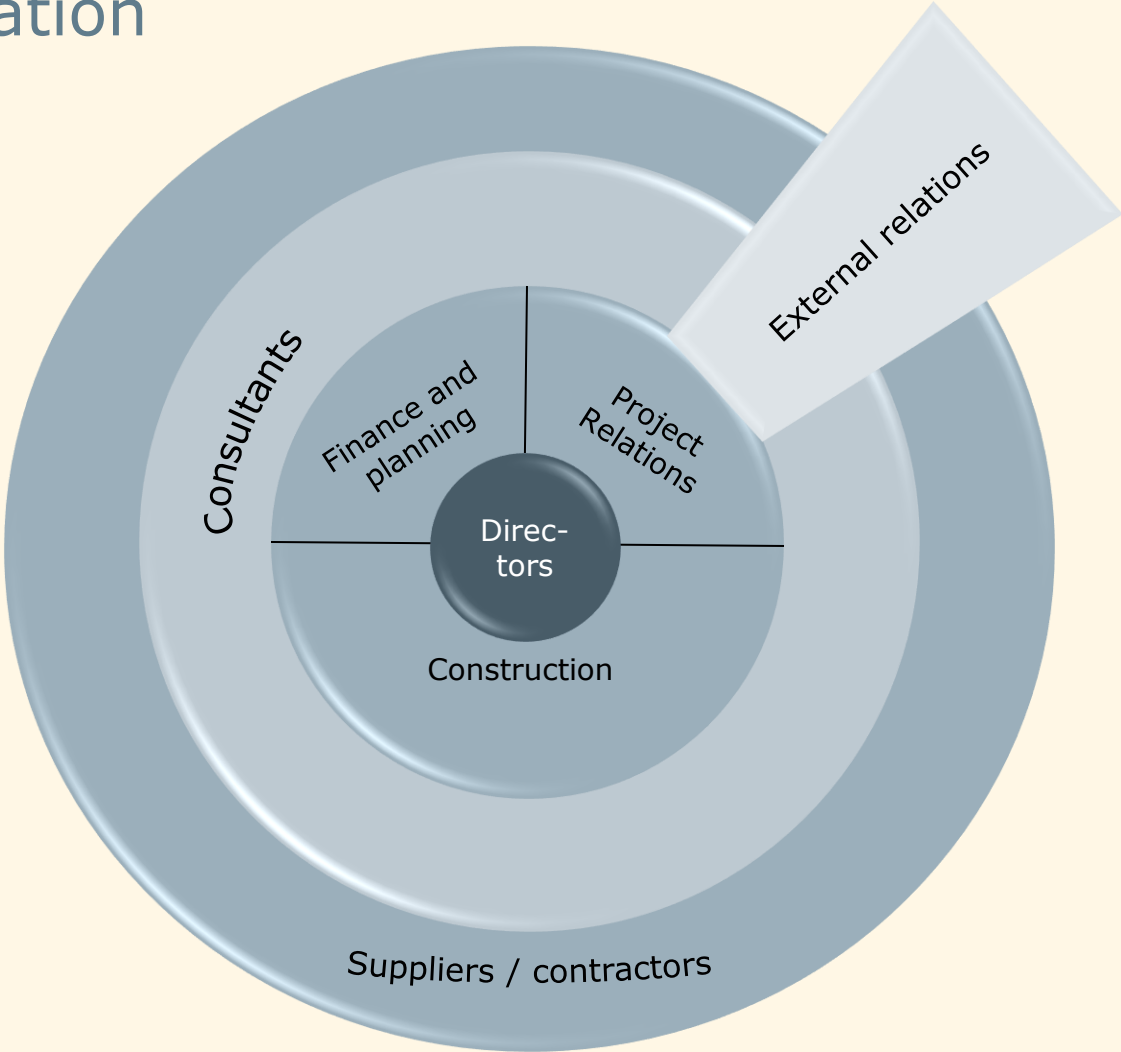 ation
External relations
Consultants
Finance and
planning
Project
Relations
Direc-
tors
Construction
Suppliers / contractors